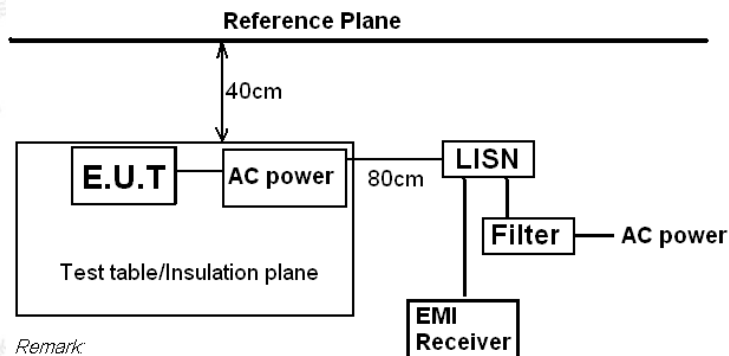 Reference Plane
40cm
E.U.T
AC power
80cm
LISN
Filter
AC power
Test table/Insulation plane
EMI
Receiver
Remark: